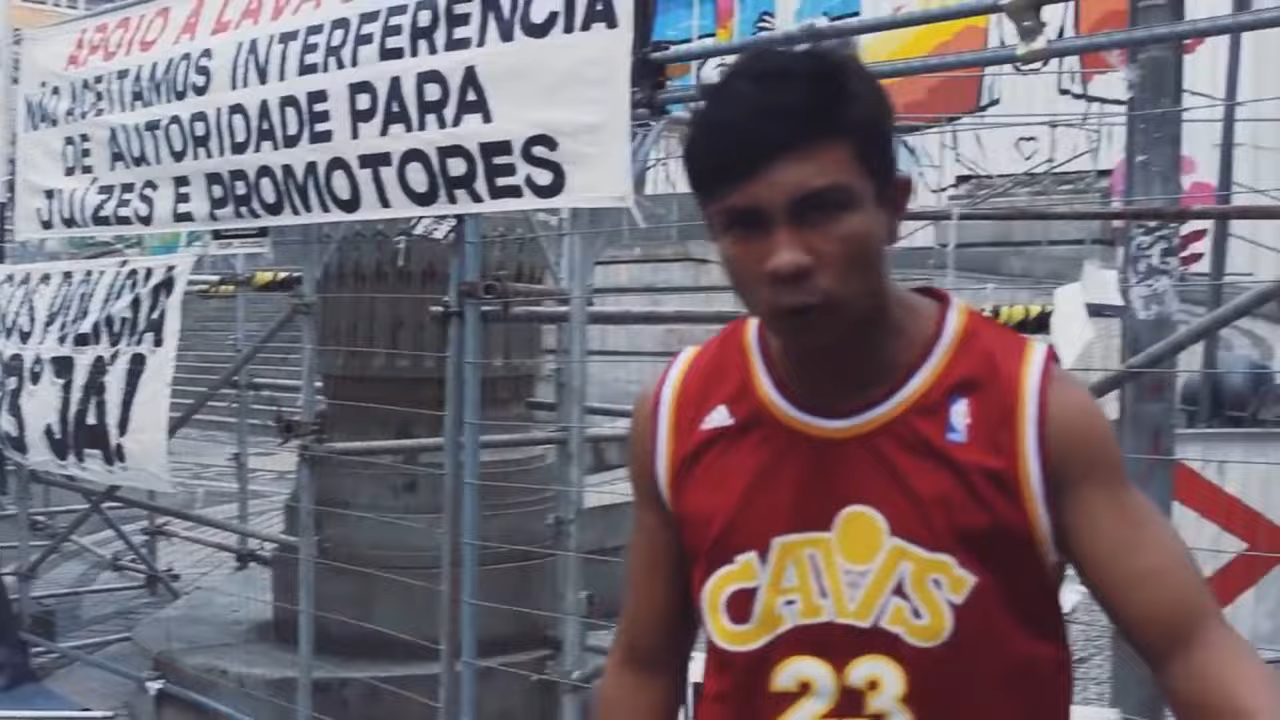 APOIO A LAVA
NÃO ACEITAMOS INTERFERÊNCIA
DE AUTORIDADE PARA
JUÍZES E PROMOTORES
POLÍCIA
JÁ!
CAVS
23